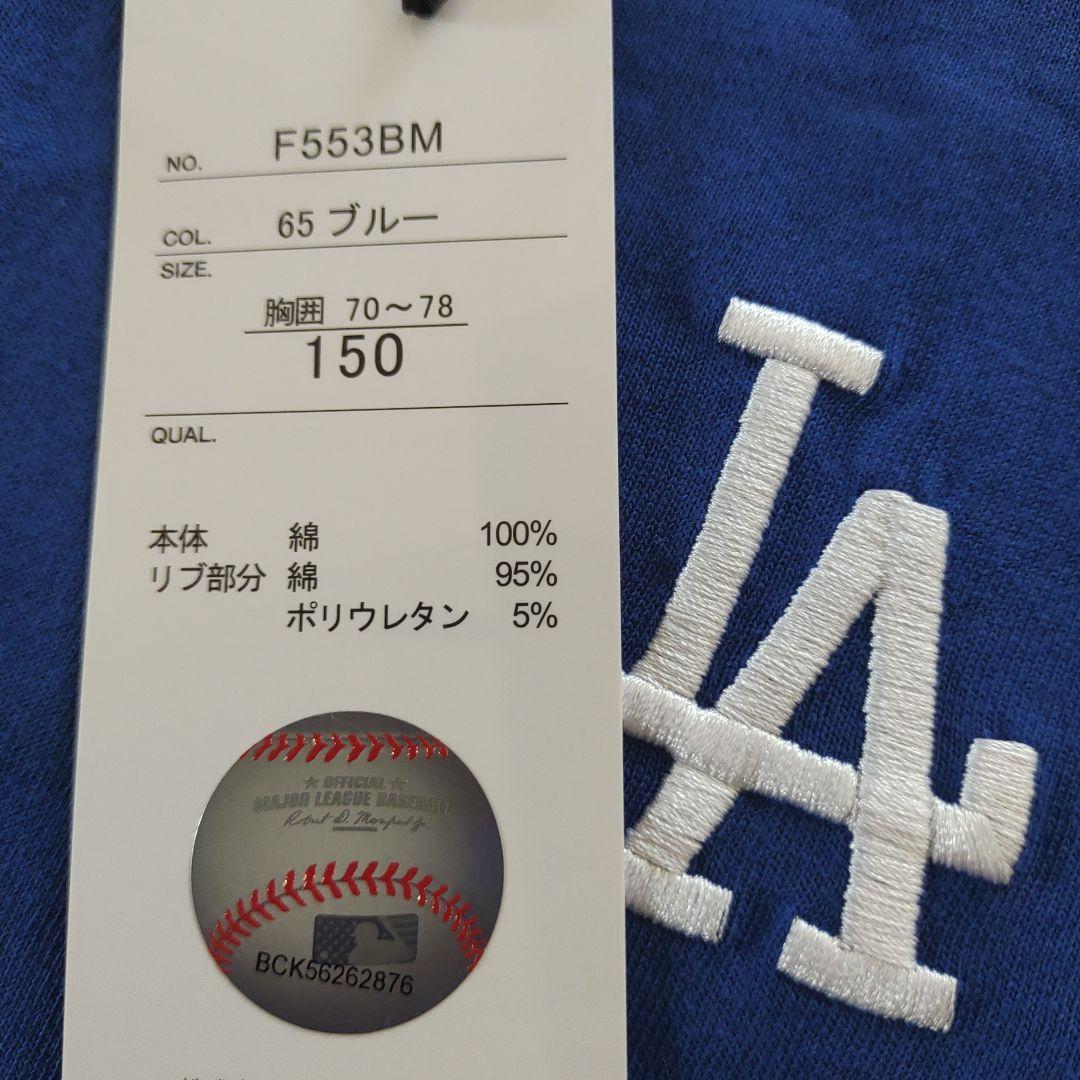 NO. F553BM
COL. 65 ブルー
SIZE.
胸囲 70～78
150
QUAL.
本体 綿 100%
リブ部分 綿 95%
ポリウレタン 5%
OFFICIAL
MAJOR LEAGUE BASEBALL
BCK56262876
LA